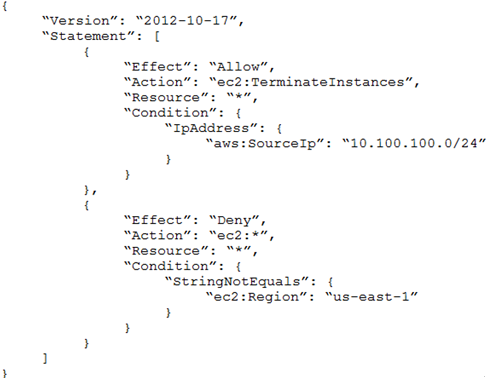 {
“Version”: “2012-10-17”,
“Statement”: [
{
“Effect”: “Allow”,
“Action”: “ec2:TerminateInstances”,
“Resource”: “*”,
“Condition”: {
“IpAddress”: {
“aws:SourceIp”: “10.100.100.0/24”
}
}
},
{
“Effect”: “Deny”,
“Action”: “ec2:*”,
“Resource”: “*”,
“Condition”: {
“StringNotEquals”: {
“ec2:Region”: “us-east-1”
}
}
}
]
}